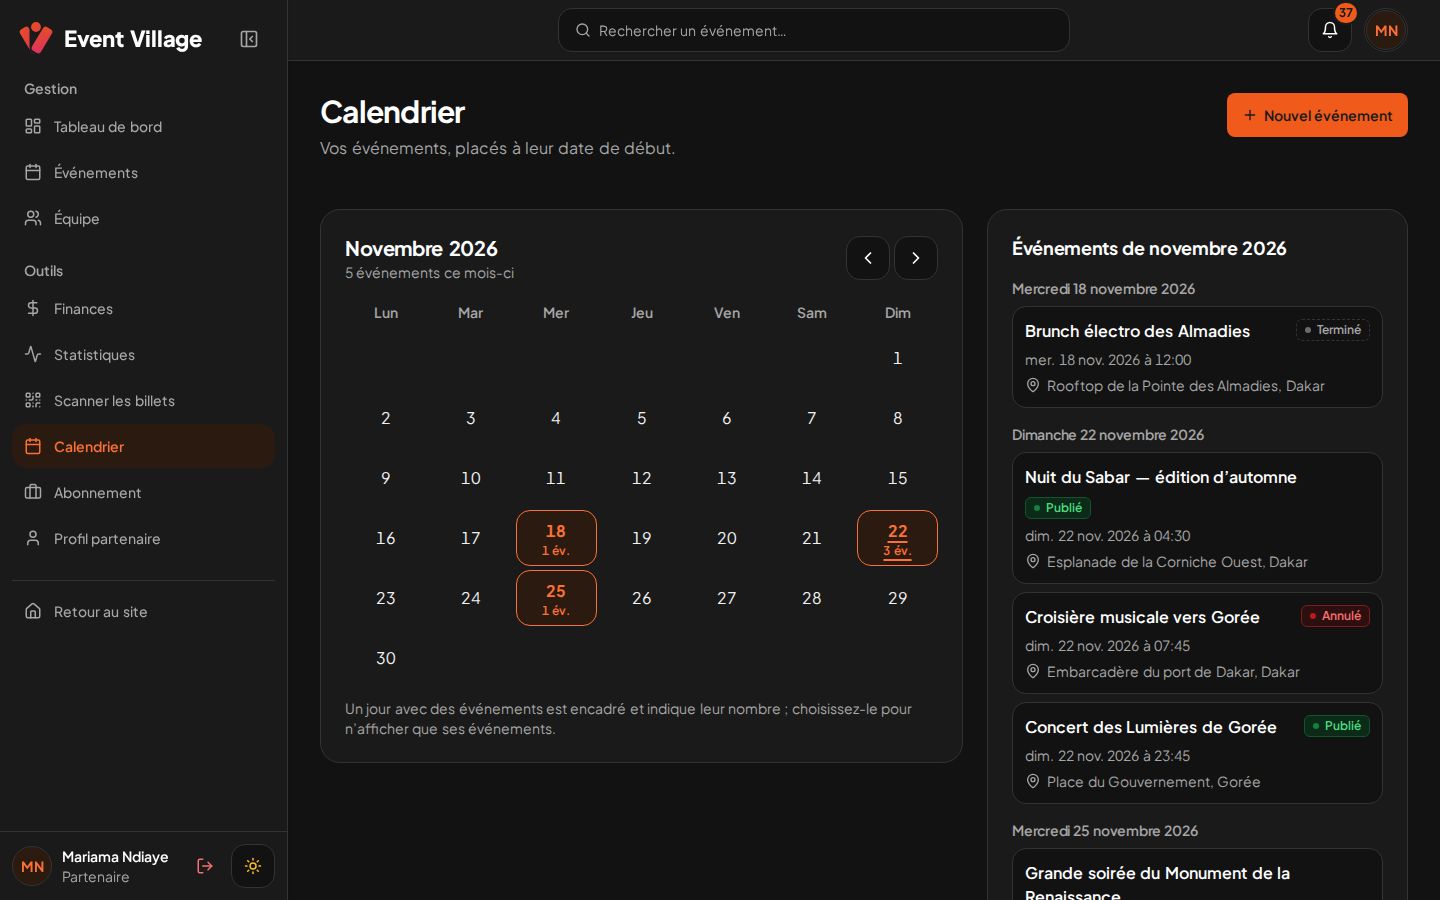 Event Village
Gestion
Tableau de bord
Événements
Équipe
Outils
Finances
Statistiques
Scanner les billets
Calendrier
Abonnement
Profil partenaire
Retour au site
MN
Mariama Ndiaye
Partenaire
Rechercher un événement…
37
MN
Calendrier
Vos événements, placés à leur date de début.
+ Nouvel événement
Novembre 2026
5 événements ce mois-ci
Lun Mar Mer Jeu Ven Sam Dim
1
2 3 4 5 6 7 8
9 10 11 12 13 14 15
16 17 18 19 20 21 22
1 év. 3 év.
23 24 25 26 27 28 29
1 év.
30
Un jour avec des événements est encadré et indique leur nombre ; choisissez-le pour
n’afficher que ses événements.
Événements de novembre 2026
Mercredi 18 novembre 2026
Brunch électro des Almadies Terminé
mer. 18 nov. 2026 à 12:00
Rooftop de la Pointe des Almadies, Dakar
Dimanche 22 novembre 2026
Nuit du Sabar — édition d’automne
Publié
dim. 22 nov. 2026 à 04:30
Esplanade de la Corniche Ouest, Dakar
Croisière musicale vers Gorée Annulé
dim. 22 nov. 2026 à 07:45
Embarcadère du port de Dakar, Dakar
Concert des Lumières de Gorée Publié
dim. 22 nov. 2026 à 23:45
Place du Gouvernement, Gorée
Mercredi 25 novembre 2026
Grande soirée du Monument de la
Renaissance